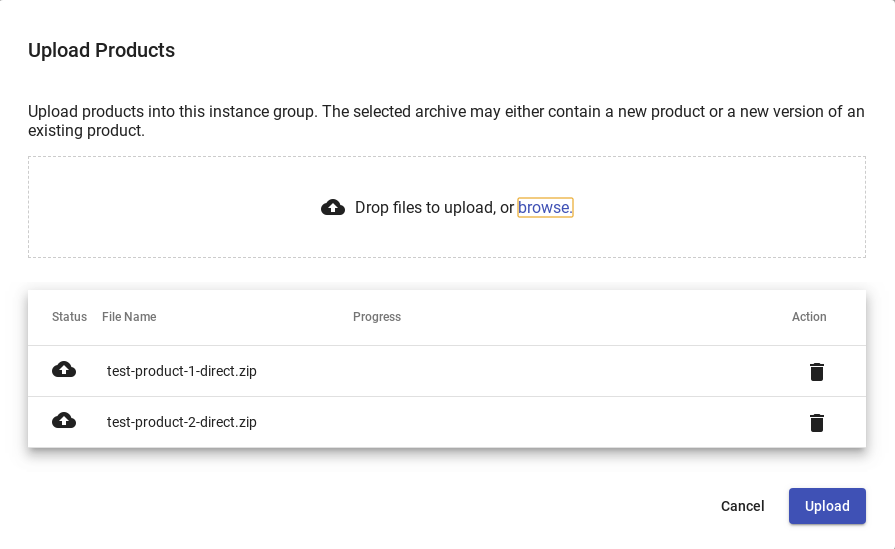 Upload Products
Upload products into this instance group. The selected archive may either contain a new product or a new version of an
existing product.
Drop files to upload, or browse.
Status File Name Progress Action
test-product-1-direct.zip
test-product-2-direct.zip
Cancel Upload